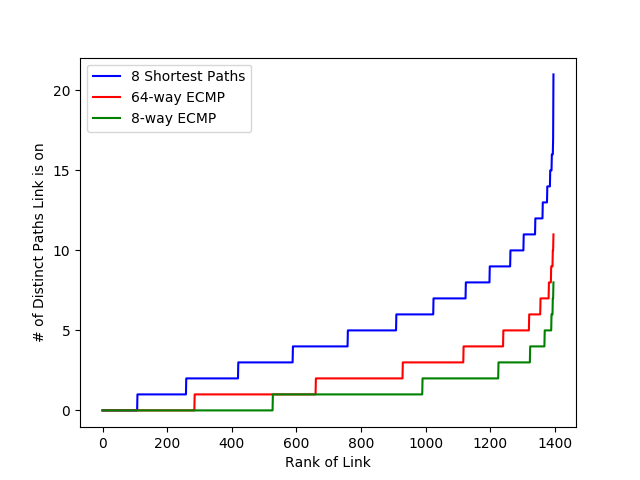 8 Shortest Paths
64-way ECMP
8-way ECMP
20
15
10
5
0
# of Distinct Paths Link is on
0 200 400 600 800 1000 1200 1400
Rank of Link